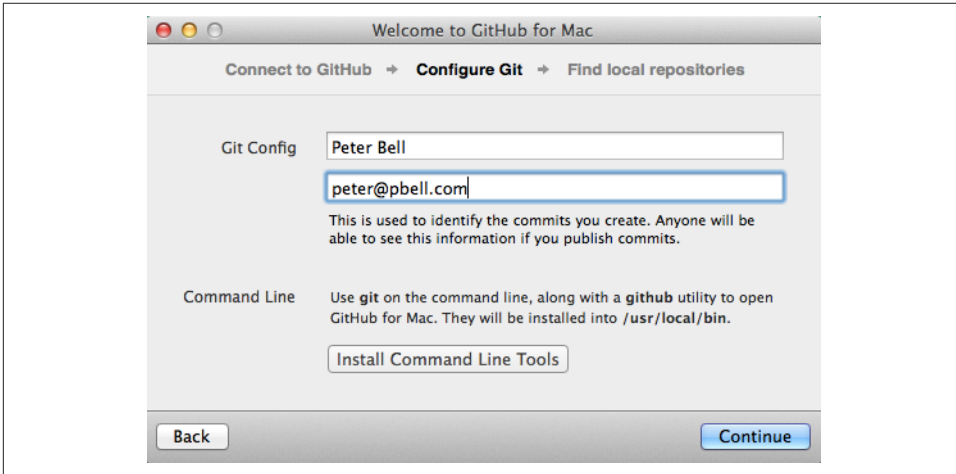 Welcome to GitHub for Mac
Connect to GitHub → Configure Git → Find local repositories
Git Config Peter Bell
peter@pbell.com
This is used to identify the commits you create. Anyone will be
able to see this information if you publish commits.
Command Line Use git on the command line, along with a github utility to open
GitHub for Mac. They will be installed into /usr/local/bin.
Install Command Line Tools
Back Continue